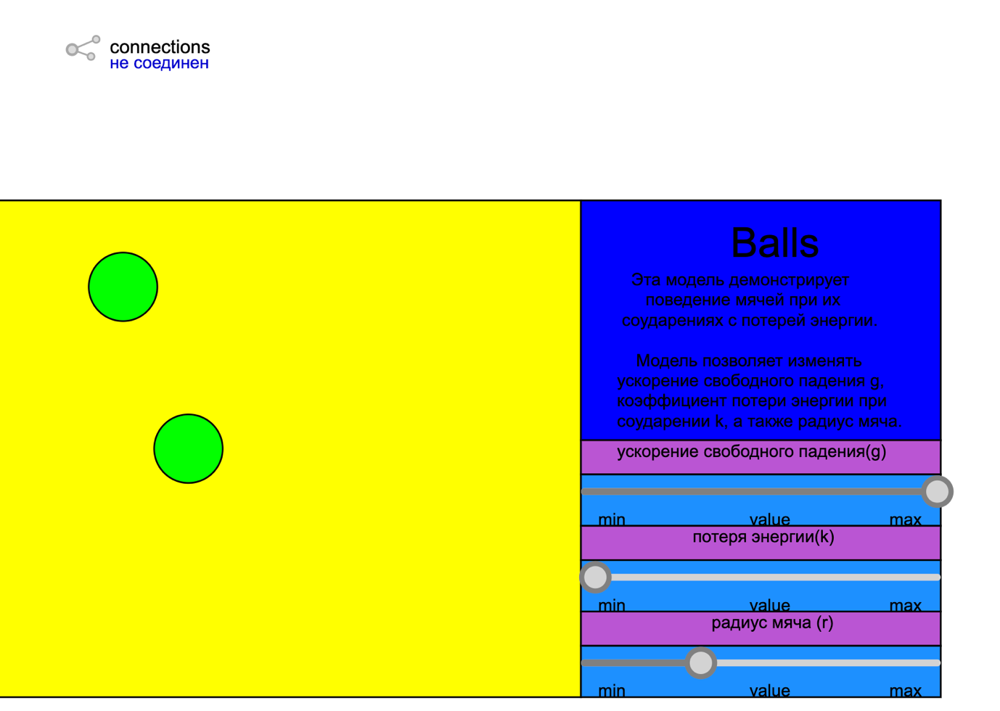 connections
не соединен
Balls
Эта модель демонстрирует
поведение мячей при их
соударениях с потерей энергии.
Модель позволяет изменять
ускорение свободного падения g,
коэффициент потери энергии при
соударении k, а также радиус мяча.
ускорение свободного падения(g)
min value max
потеря энергии(k)
min value max
радиус мяча (r)
min value max